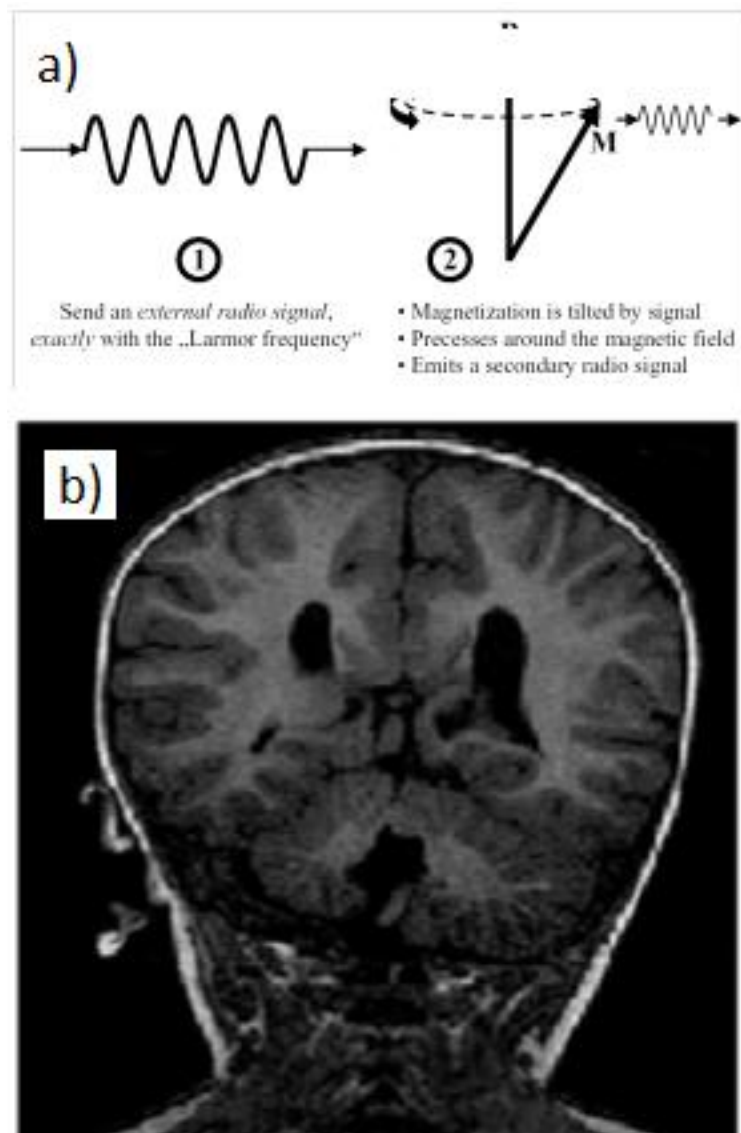 a)
M
1
2
Send an external radio signal,
exactly with the „Larmor frequency“
• Magnetization is tilted by signal
• Precesses around the magnetic field
• Emits a secondary radio signal
b)